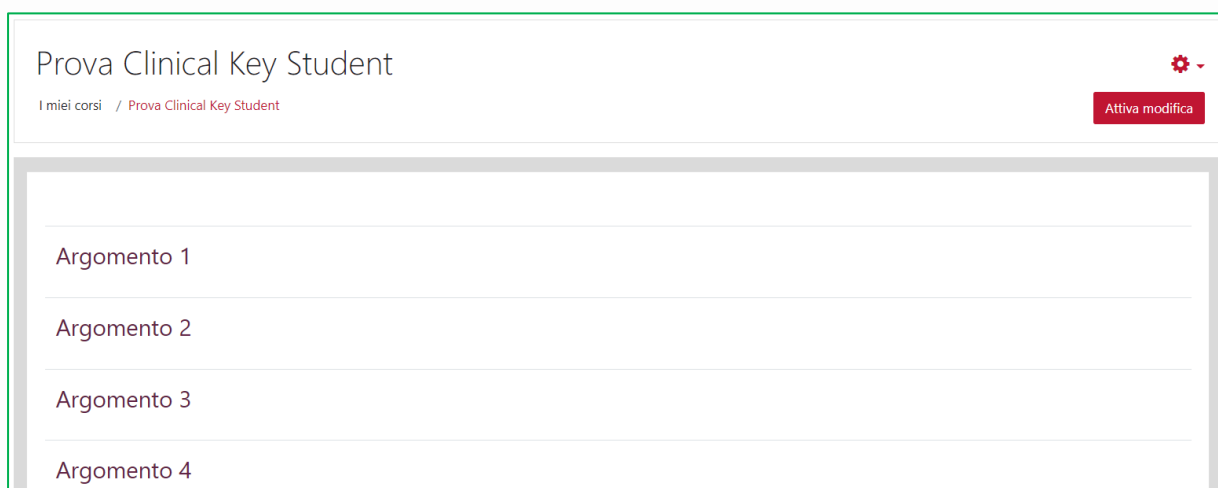 Prova Clinical Key Student
I miei corsi / Prova Clinical Key Student
Attiva modifica
Argomento 1
Argomento 2
Argomento 3
Argomento 4